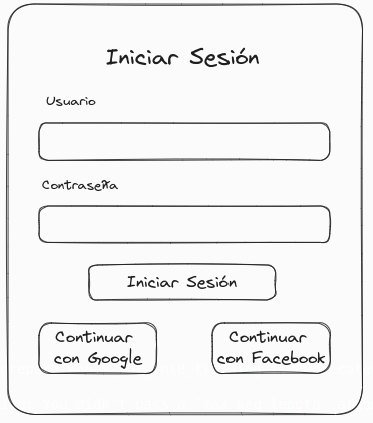 Iniciar Sesión
Usuario
Contraseña
Iniciar Sesión
Continuar
con Google
Continuar
con Facebook